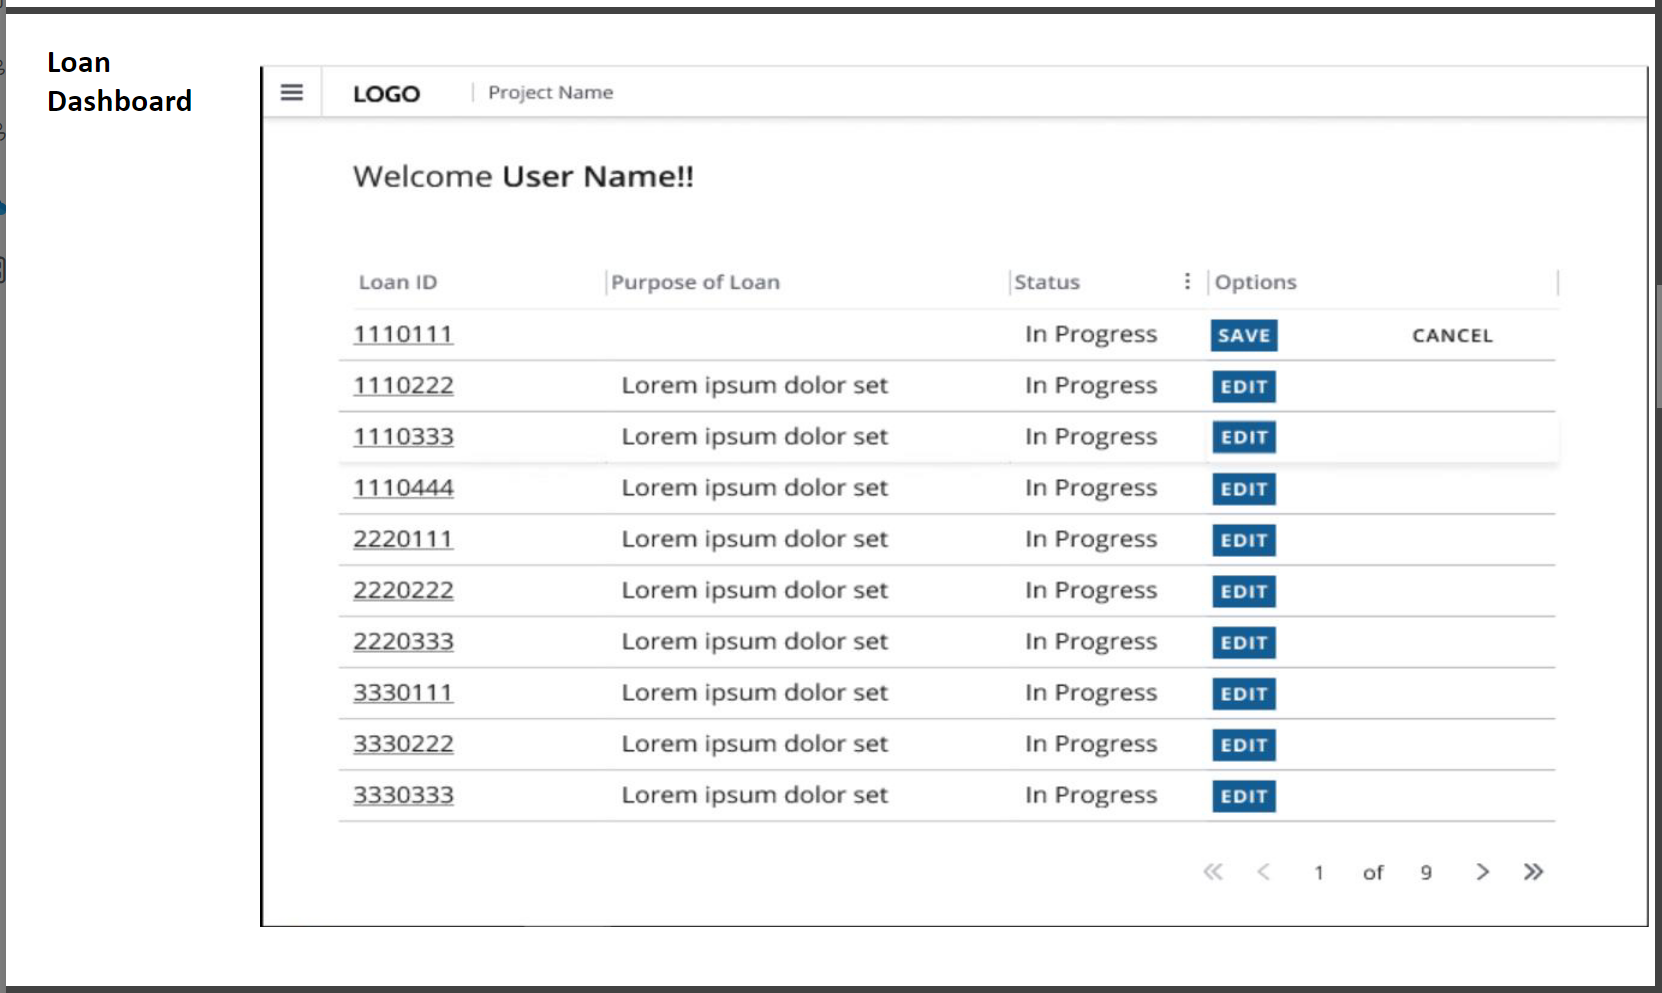 Loan
Dashboard
LOGO Project Name
Welcome User Name!!
Loan ID Purpose of Loan Status Options
1110111 In Progress SAVE CANCEL
1110222 Lorem ipsum dolor set In Progress EDIT
1110333 Lorem ipsum dolor set In Progress EDIT
1110444 Lorem ipsum dolor set In Progress EDIT
2220111 Lorem ipsum dolor set In Progress EDIT
2220222 Lorem ipsum dolor set In Progress EDIT
2220333 Lorem ipsum dolor set In Progress EDIT
3330111 Lorem ipsum dolor set In Progress EDIT
3330222 Lorem ipsum dolor set In Progress EDIT
3330333 Lorem ipsum dolor set In Progress EDIT
1 of 9